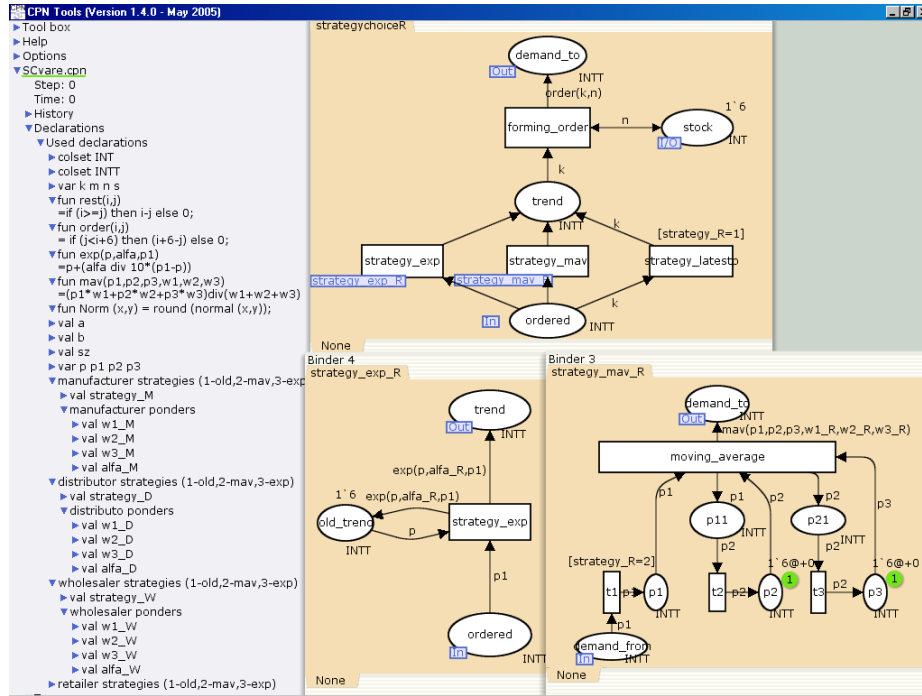 CPN Tools (Version 1.4.0 - May 2005)
Tool box
Help
Options
SCvare.cpn
Step: 0
Time: 0
History
Declarations
Used declarations
colset INT
colset INTT
var k m n s
fun rest(i,j)
=if (i>=j) then i-j else 0;
fun order(i,j)
= if (j<i+6) then (i+6-j) else 0;
fun exp(p,alfa,p1)
=p+(alfa div 10*(p1-p))
fun mav(p1,p2,p3,w1,w2,w3)
=(p1*w1+p2*w2+p3*w3)div(w1+w2+w3)
fun Norm (x,y) = round (normal (x,y));
val a
val b
val sz
var p p1 p2 p3
manufacturer strategies (1-old,2-mav,3-exp
val strategy_M
manufacturer ponders
val w1_M
val w2_M
val w3_M
val alfa_M
distributor strategies (1-old,2-mav,3-exp)
val strategy_D
distributo ponders
val w1_D
val w2_D
val w3_D
val alfa_D
wholesaler strategies (1-old,2-mav,3-exp)
val strategy_W
wholesaler ponders
val w1_W
val w2_W
val w3_W
val alfa_W
retailer strategies (1-old,2-mav,3-exp)
strategychoiceR
demand_to
Out
INTT
order(k,n)
1`6
forming_order
n
stock
I/O
INT
k
trend
INTT
k
[strategy_R=1]
strategy_exp
strategy_mav
strategy_latestp
strategy_exp_R
strategy_mav_R
k
In
ordered
INTT
None
Binder 4
strategy_exp_R
trend
Out
INTT
exp(p,alfa_R,p1)
1`6
exp(p,alfa_R,p1)
old_trend
p
strategy_exp
INTT
p1
ordered
In
INTT
None
Binder 3
strategy_mav_R
demand_to
Out
INTT
mav(p1,p2,p3,w1_R,w2_R,w3_R)
moving_average
p1
p1
p2
p2
p3
p11
p21
INTT
INTT
p2
p2
[strategy_R=2]
1`6@+0
1`6@+0
1
1
t1
p1
p1
t2
p2
p2
t3
p2
p3
INTT
INTT
INTT
p1
demand_from
In
INTT
None